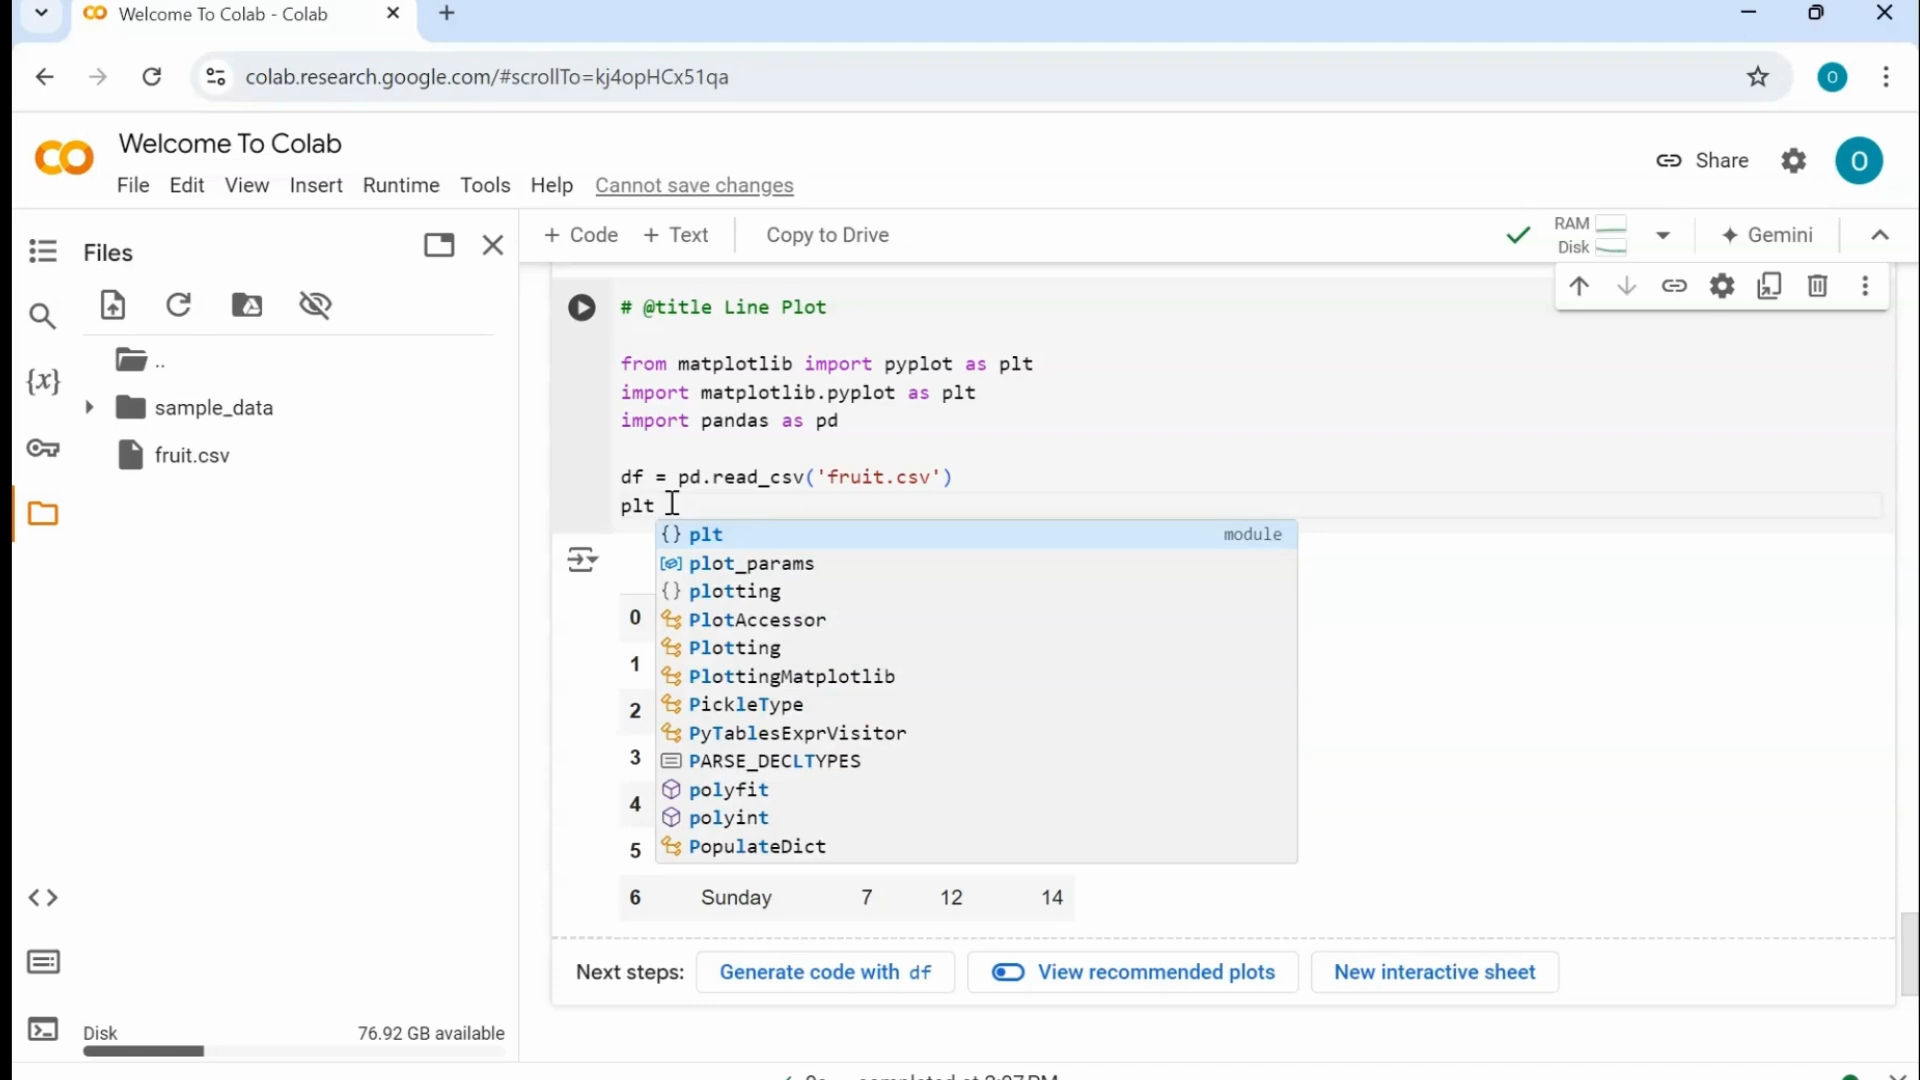 Welcome To Colab - Colab
colab.research.google.com/#scrollTo=kj4opHCx51qa
O
Welcome To Colab
File Edit View Insert Runtime Tools Help Cannot save changes
Share
O
Files
+ Code + Text
Copy to Drive
RAM
Disk
Gemini
..
sample_data
fruit.csv
# @title Line Plot
from matplotlib import pyplot as plt
import matplotlib.pyplot as plt
import pandas as pd
df = pd.read_csv('fruit.csv')
plt
{} plt module
plot_params
{} plotting
PlotAccessor
Plotting
PlottingMatplotlib
PickleType
PyTablesExprVisitor
PARSE_DECLTYPES
polyfit
polyint
PopulateDict
0
1
2
3
4
5
6 Sunday 7 12 14
Next steps: Generate code with df View recommended plots New interactive sheet
{x}
Disk 76.92 GB available